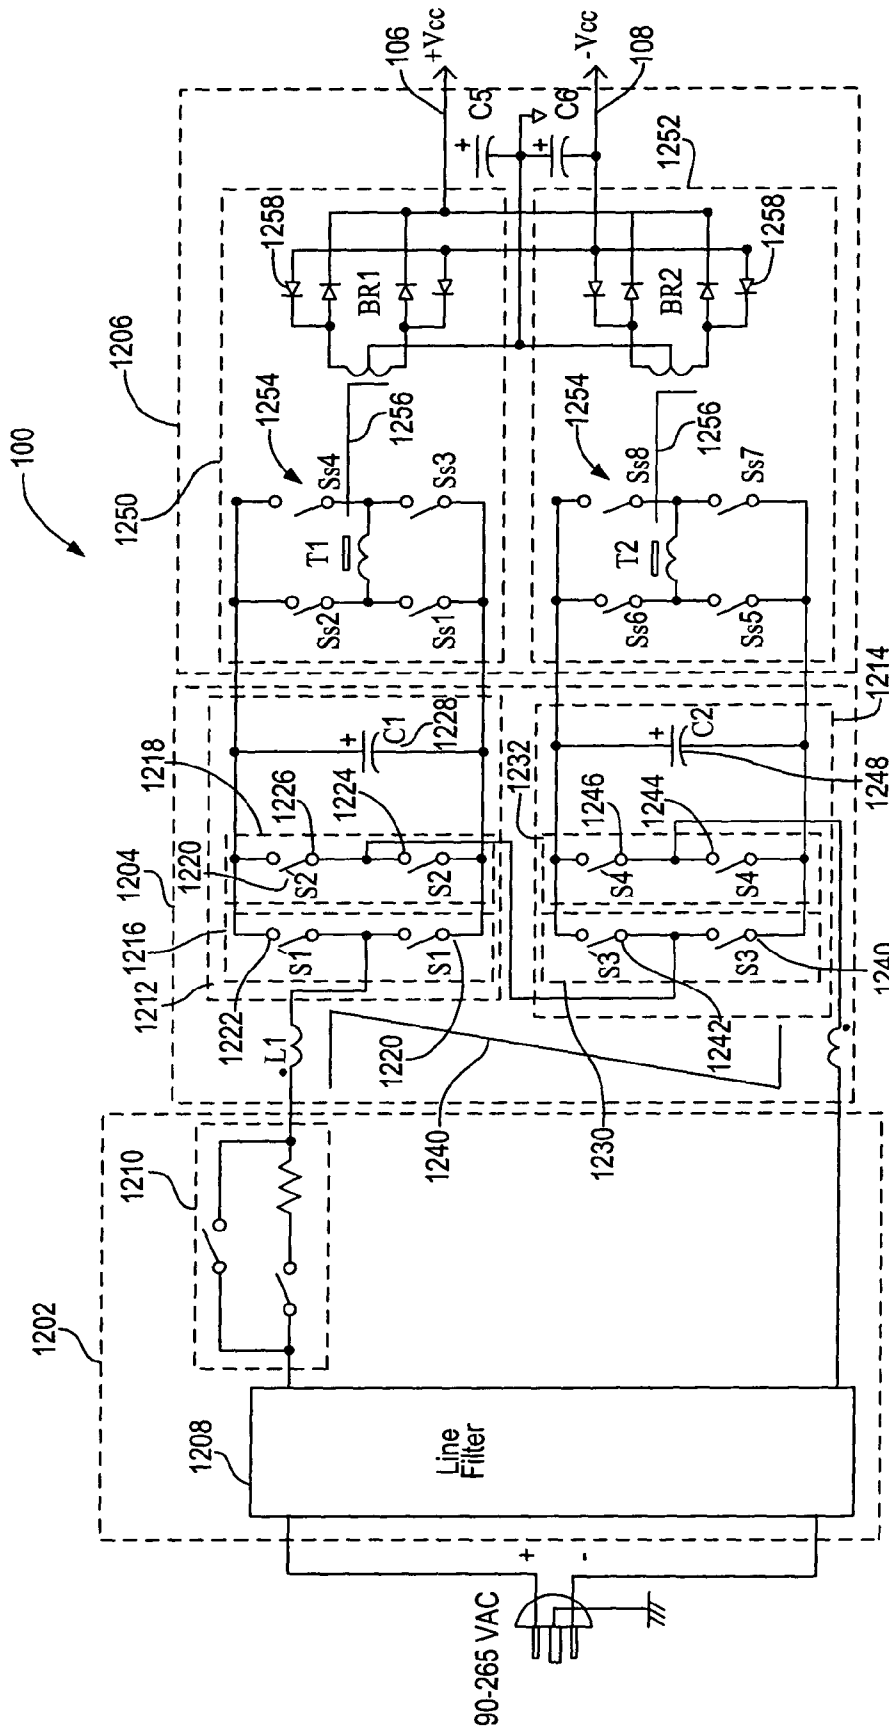 100
1202
1208
Line
Filter
90-265 VAC
+
-
1210
1204
1212
1216
1220
1218
1222
S1
S1
1220
L1
1240
S2
S2
1226
1224
+
C1
1228
1230
1232
S3
S3
1242
1240
S4
S4
1246
1244
+
C2
1248
1214
1206
1250
Ss2
Ss1
T1
1254
Ss4
Ss3
1256
BR1
1258
Ss6
Ss5
T2
1254
Ss8
Ss7
1256
BR2
1258
1252
+
C5
+
C6
106
+Vcc
-Vcc
108